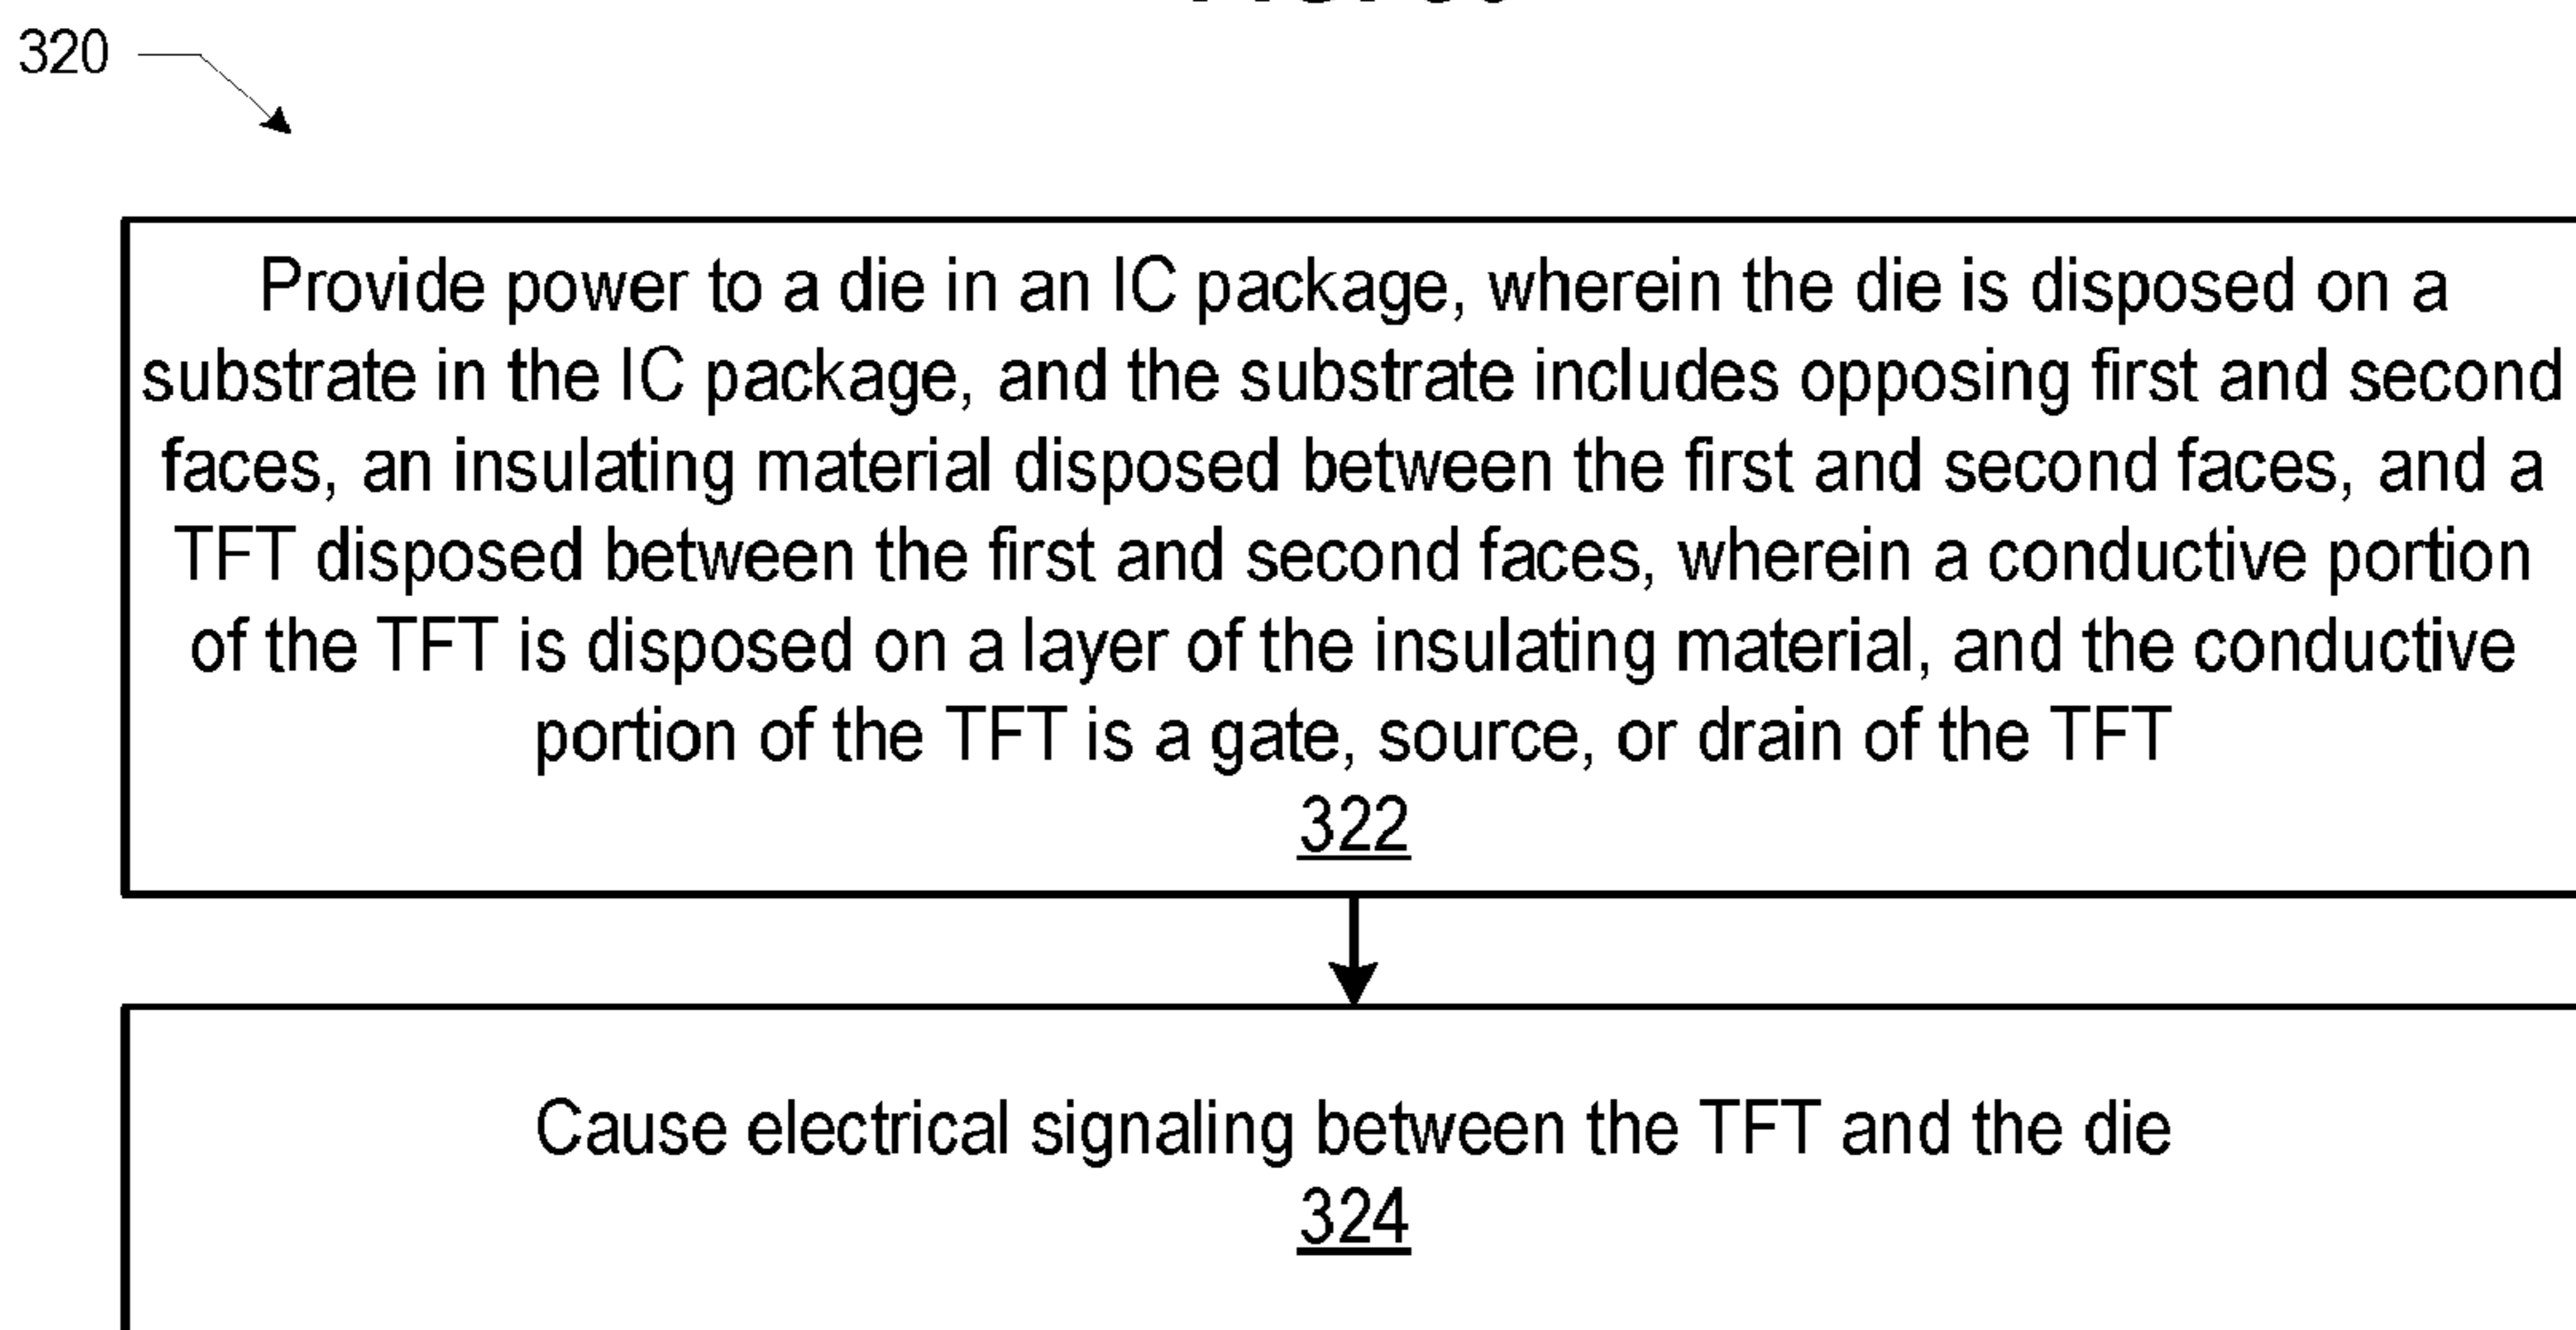 320
Provide power to a die in an IC package, wherein the die is disposed on a
substrate in the IC package, and the substrate includes opposing first and second
faces, an insulating material disposed between the first and second faces, and a
TFT disposed between the first and second faces, wherein a conductive portion
of the TFT is disposed on a layer of the insulating material, and the conductive
portion of the TFT is a gate, source, or drain of the TFT
322
Cause electrical signaling between the TFT and the die
324